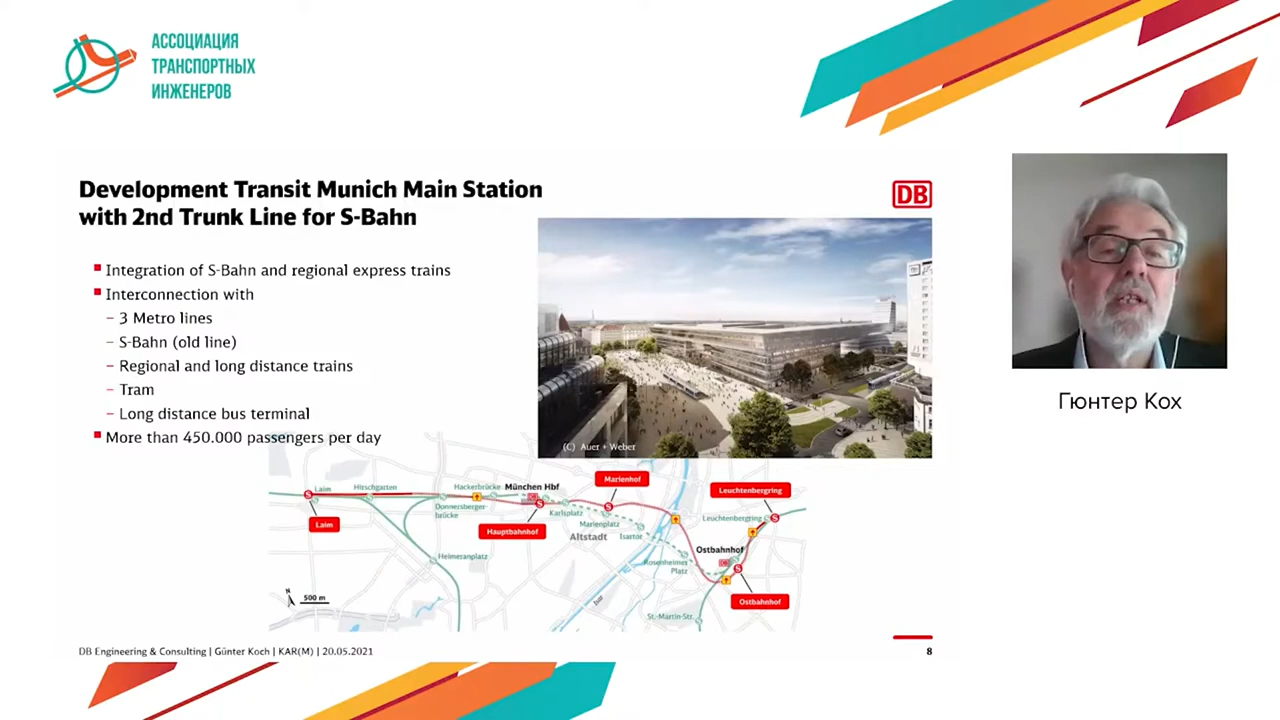 АССОЦИАЦИЯ
ТРАНСПОРТНЫХ
ИНЖЕНЕРОВ
Development Transit Munich Main Station
with 2nd Trunk Line for S-Bahn
DB
■ Integration of S-Bahn and regional express trains
■ Interconnection with
– 3 Metro lines
– S-Bahn (old line)
– Regional and long distance trains
– Tram
– Long distance bus terminal
■ More than 450.000 passengers per day
(C) Auer + Weber
Гюнтер Кох
Laim
Hirschgarten
Hackerbrücke
München Hbf
Marienhof
Leuchtenbergring
Donnersberger-
brücke
Karlsplatz
Marienplatz
Leuchtenbergring
Laim
Hauptbahnhof
Altstadt
Isartor
Heimeranplatz
Rosenheimer
Platz
Ostbahnhof
N
500 m
Isar
Ostbahnhof
St.-Martin-Str.
DB Engineering & Consulting | Günter Koch | KAR(M) | 20.05.2021
8